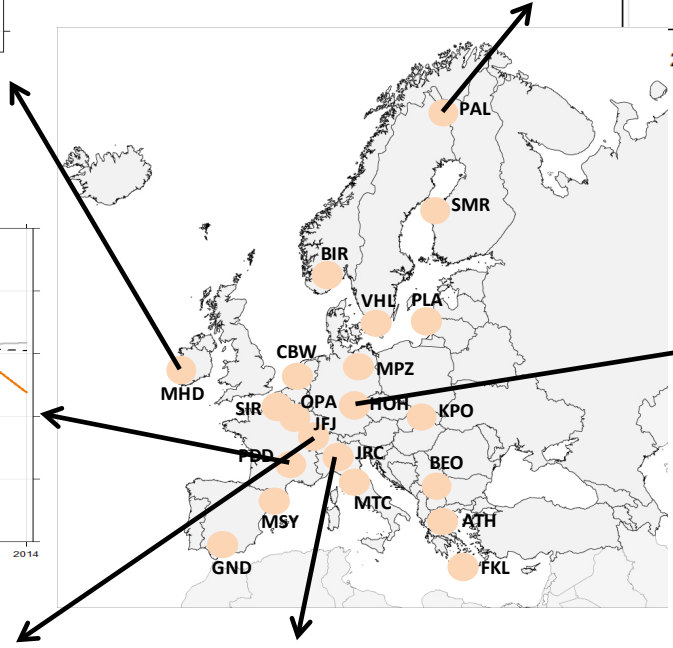 PAL
SMR
BIR
VHL
PLA
CBW
MPZ
MHD
SIR
OPA
HOH
KPO
JFJ
PDD
JRC
BEO
MTC
MSY
ATH
2014
GND
FKL